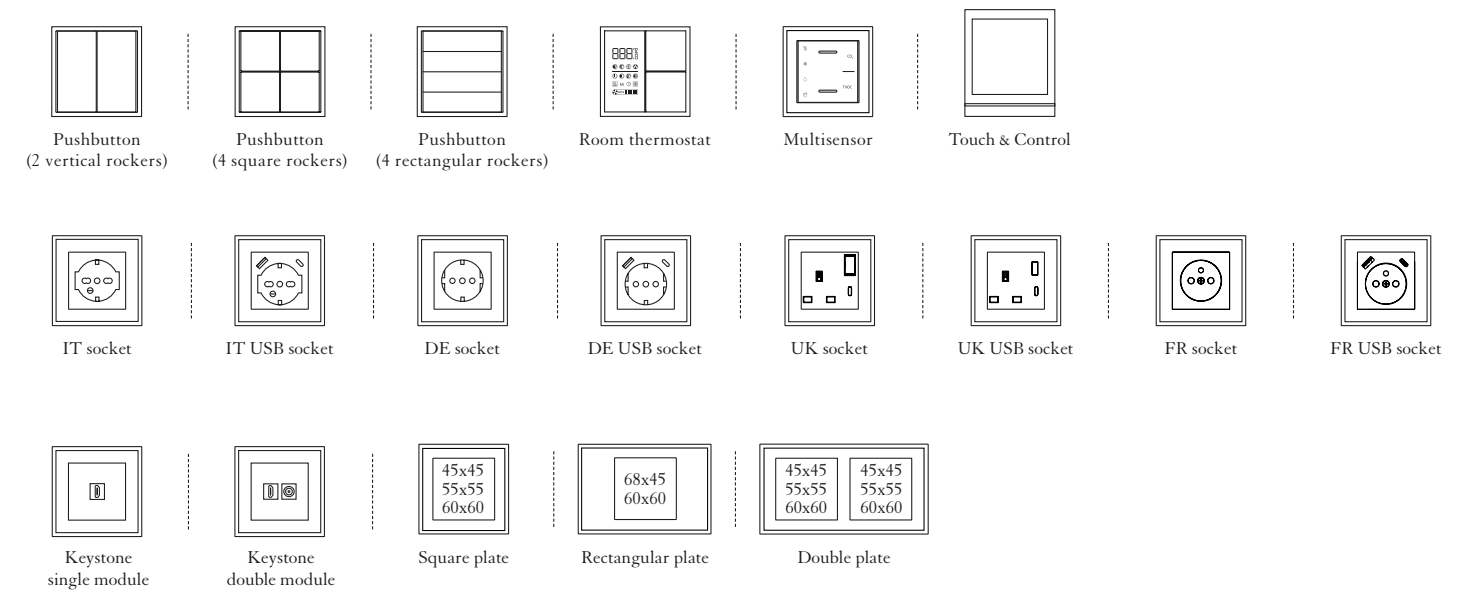 888
CO₂
TVOC
Pushbutton
(2 vertical rockers)
Pushbutton
(4 square rockers)
Pushbutton
(4 rectangular rockers)
Room thermostat
Multisensor
Touch & Control
IT socket
IT USB socket
DE socket
DE USB socket
UK socket
UK USB socket
FR socket
FR USB socket
45x45
55x55
60x60
68x45
60x60
45x45
55x55
60x60
45x45
55x55
60x60
Keystone
single module
Keystone
double module
Square plate
Rectangular plate
Double plate